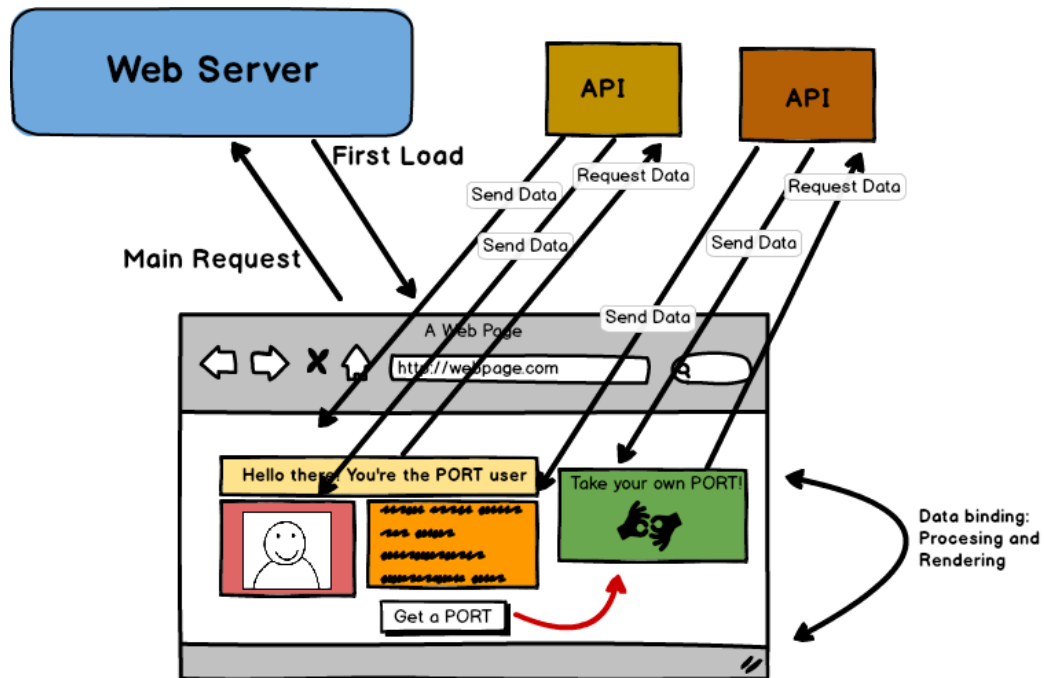 Web Server
API
API
First Load
Request Data
Request Data
Send Data
Send Data
Send Data
Main Request
Send Data
A Web Page
http://webpage.com
Hello there! You're the PORT user
Take your own PORT!
Data binding:
Procesing and
Rendering
Get a PORT